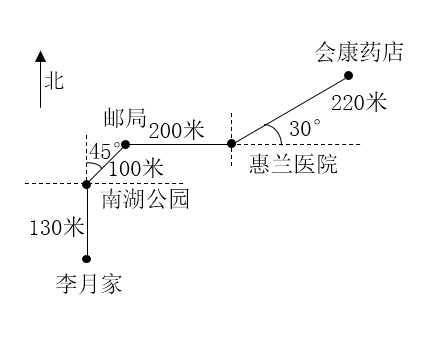 会康药店
北
220米
邮局
200米
30°
45°
100米
惠兰医院
南湖公园
130米
李月家